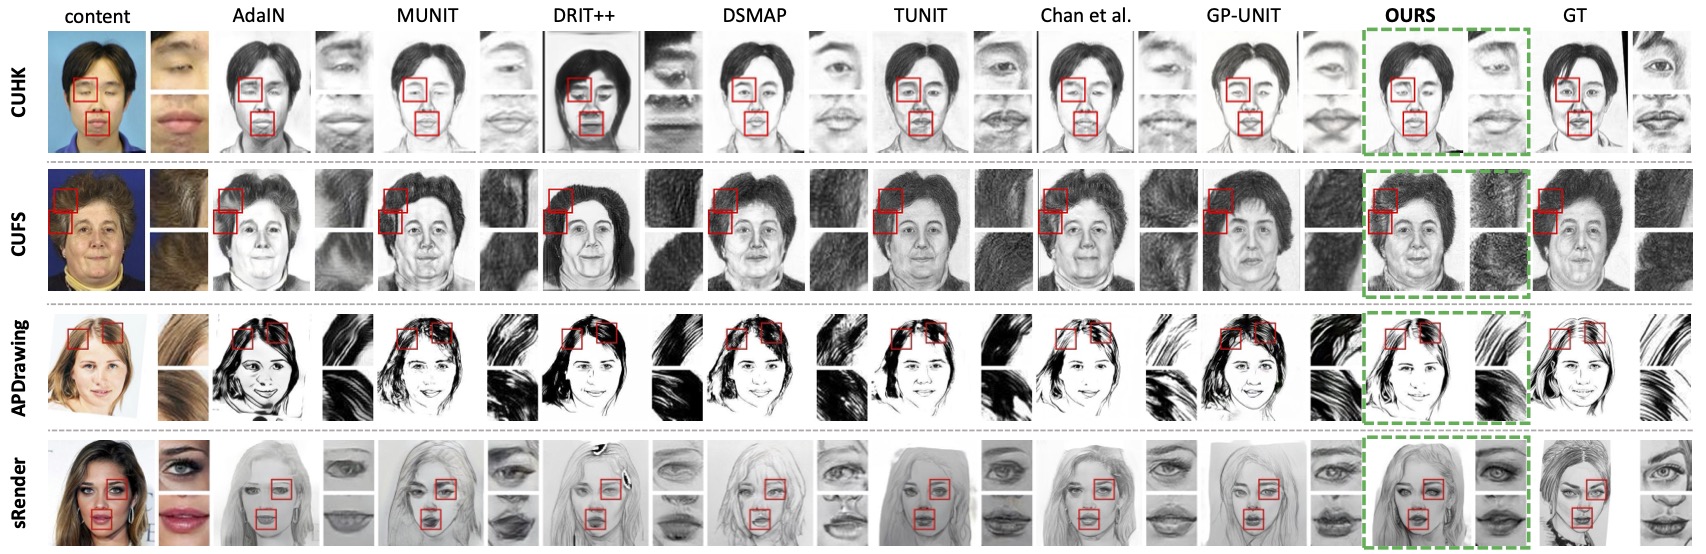 content AdaIN MUNIT DRIT++ DSMAP TUNIT Chan et al. GP-UNIT OURS GT
CUHK
CUFS
APDrawing
sRender